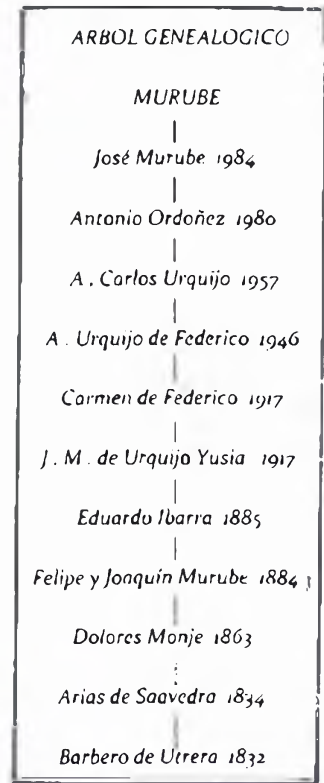 ARBOL GENEALOGICO
MURUBE
José Murube 1984
Antonio Ordoñez 1980
A. Carlos Urquijo 1957
A. Urquijo de Federico 1946
Carmen de Federico 1917
J. M. de Urquijo Yusia 1917
Eduardo Ibarra 1885
Felipe y Joaquín Murube 1884
Dolores Monje 1863
Arias de Saavedra 1834
Barbero de Utrera 1832